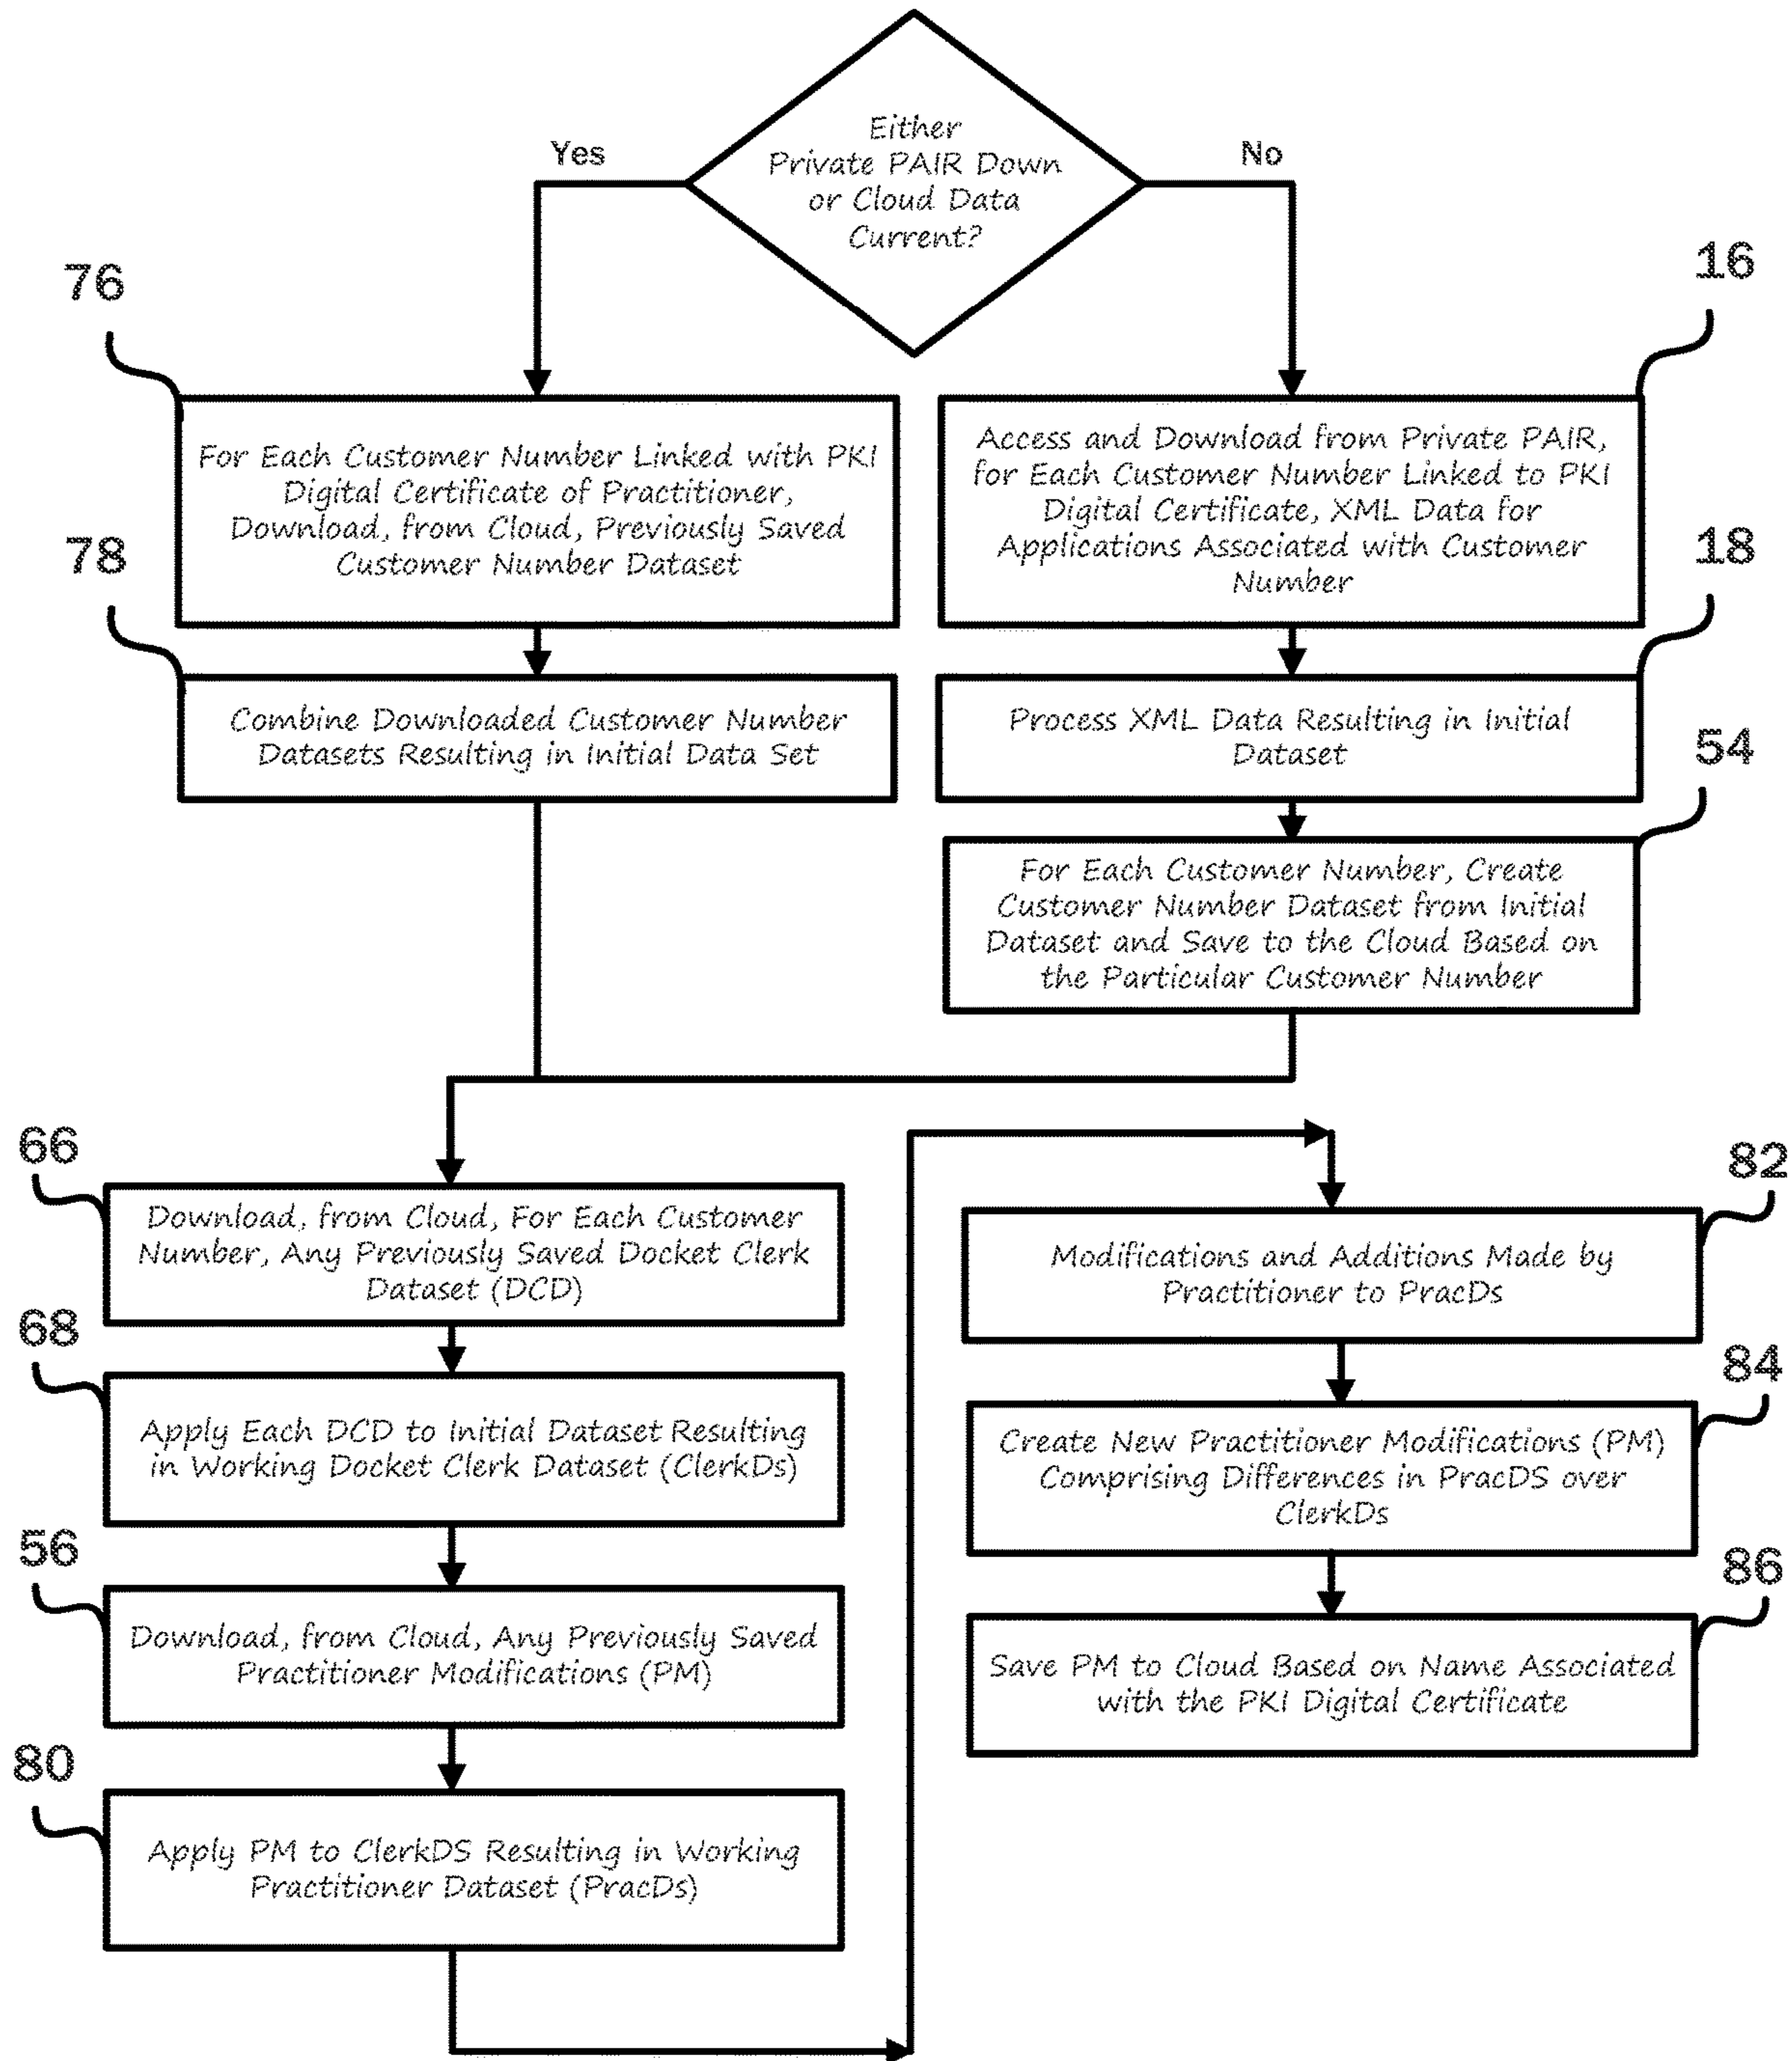 Either
Private PAIR Down
or Cloud Data
Current?
Yes
No
76
16
For Each Customer Number Linked with PKI
Digital Certificate of Practitioner,
Download, from Cloud, Previously Saved
Customer Number Dataset
Access and Download from Private PAIR,
for Each Customer Number Linked to PKI
Digital Certificate, XML Data for
Applications Associated with Customer
Number
78
18
Combine Downloaded Customer Number
Datasets Resulting in Initial Data Set
Process XML Data Resulting in Initial
Dataset
54
For Each Customer Number, Create
Customer Number Dataset from Initial
Dataset and Save to the Cloud Based on
the Particular Customer Number
66
Download, from Cloud, For Each Customer
Number, Any Previously Saved Docket Clerk
Dataset (DCD)
68
Apply Each DCD to Initial Dataset Resulting
in Working Docket Clerk Dataset (ClerkDs)
56
Download, from Cloud, Any Previously Saved
Practitioner Modifications (PM)
80
Apply PM to ClerkDS Resulting in Working
Practitioner Dataset (PracDs)
82
Modifications and Additions Made by
Practitioner to PracDs
84
Create New Practitioner Modifications (PM)
Comprising Differences in PracDS over
ClerkDs
86
Save PM to Cloud Based on Name Associated
with the PKI Digital Certificate